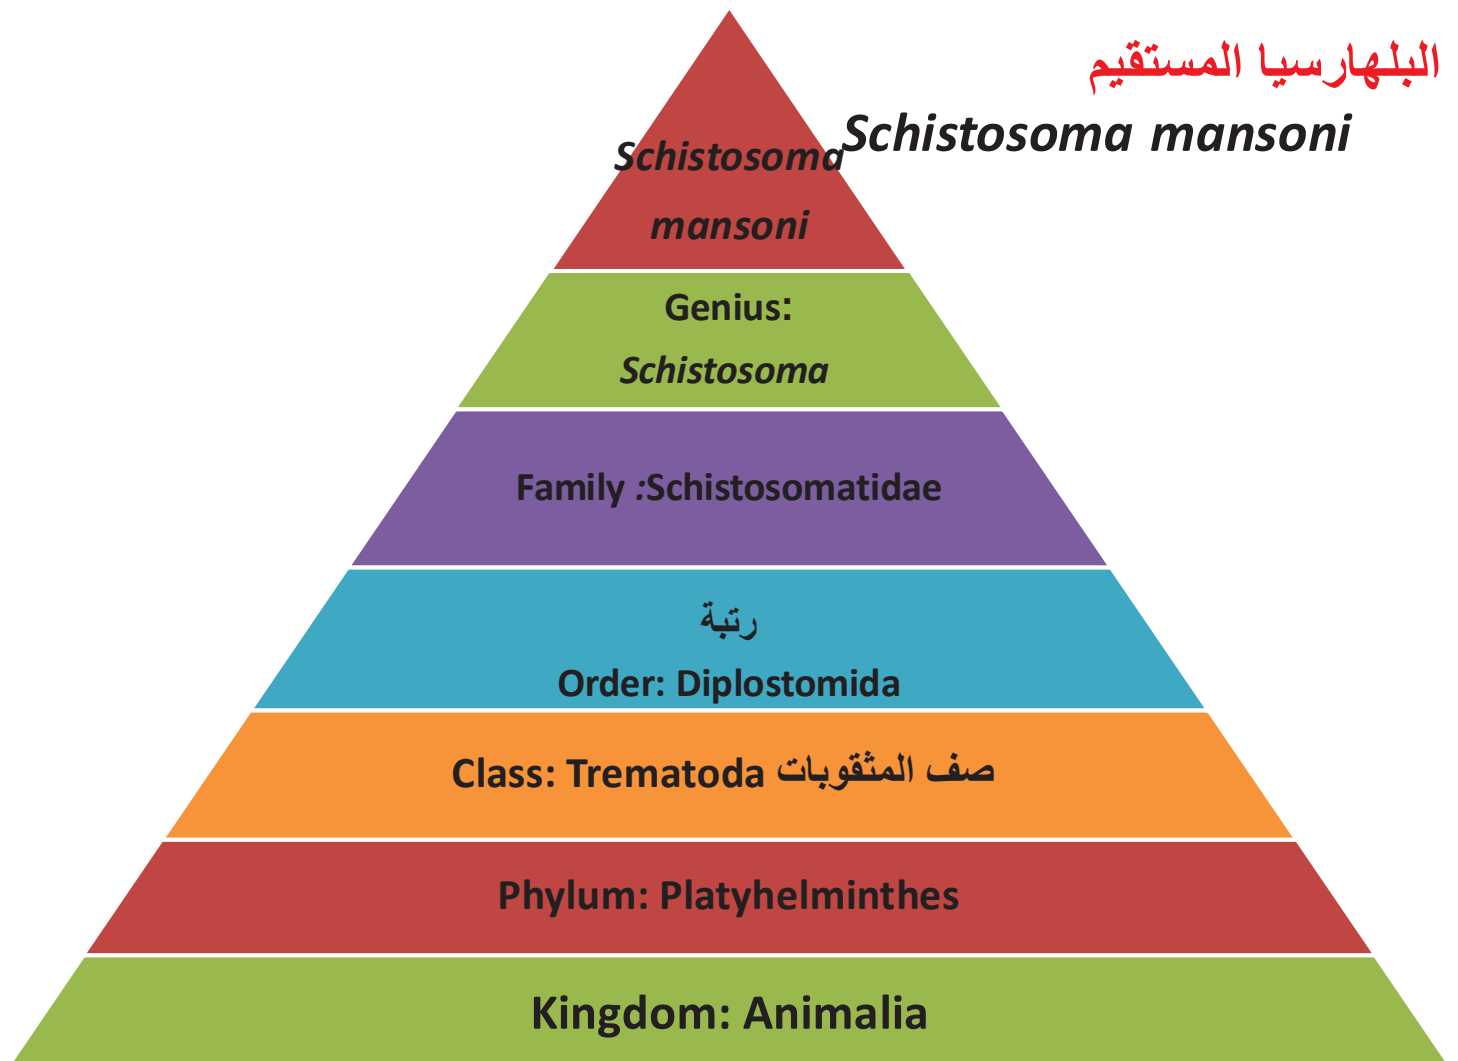 البلهارسيا المستقيم
Schistosoma mansoni
Schistosoma
mansoni
Genius:
Schistosoma
Family :Schistosomatidae
رتبة
Order: Diplostomida
Class: Trematoda صف المثقوبات
Phylum: Platyhelminthes
Kingdom: Animalia